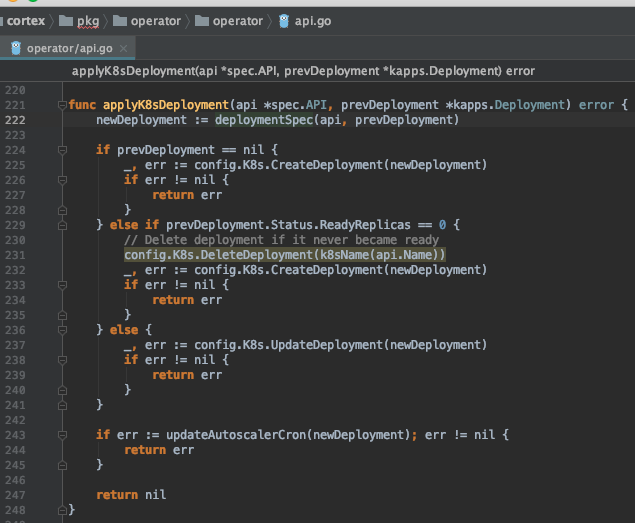 cortex › pkg › operator › operator › api.go
operator/api.go ×
applyK8sDeployment(api *spec.API, prevDeployment *kapps.Deployment) error
220
221 func applyK8sDeployment(api *spec.API, prevDeployment *kapps.Deployment) error {
222     newDeployment := deploymentSpec(api, prevDeployment)
223
224     if prevDeployment == nil {
225         _, err := config.K8s.CreateDeployment(newDeployment)
226         if err != nil {
227             return err
228         }
229     } else if prevDeployment.Status.ReadyReplicas == 0 {
230         // Delete deployment if it never became ready
231         config.K8s.DeleteDeployment(k8sName(api.Name))
232         _, err := config.K8s.CreateDeployment(newDeployment)
233         if err != nil {
234             return err
235         }
236     } else {
237         _, err := config.K8s.UpdateDeployment(newDeployment)
238         if err != nil {
239             return err
240         }
241     }
242
243     if err := updateAutoscalerCron(newDeployment); err != nil {
244         return err
245     }
246
247     return nil
248 }